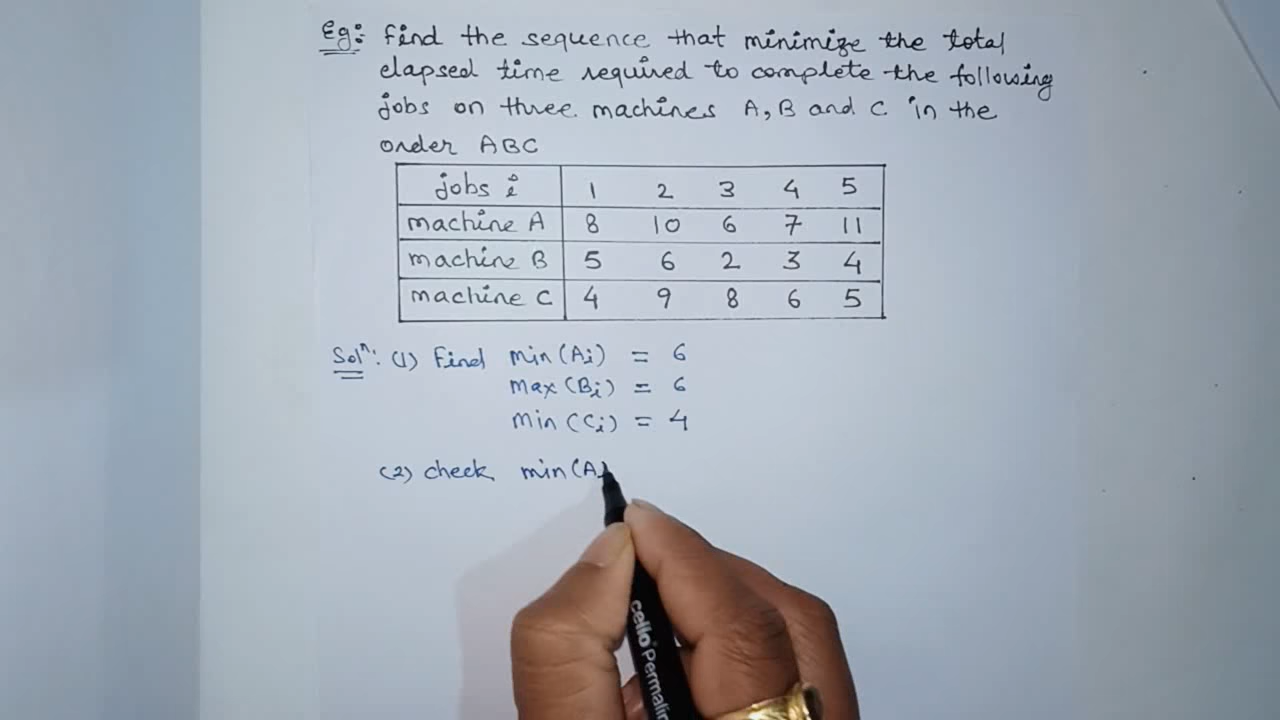 Eg: Find the sequence that minimize the total
elapsed time required to complete the following
jobs on three machines A, B and C in the
order ABC
jobs i 1 2 3 4 5
machine A 8 10 6 7 11
machine B 5 6 2 3 4
machine C 4 9 8 6 5
Solⁿ: (1) Find min(Ai) = 6
max(Bi) = 6
min(Ci) = 4
(2) check min(A
cello Permalin